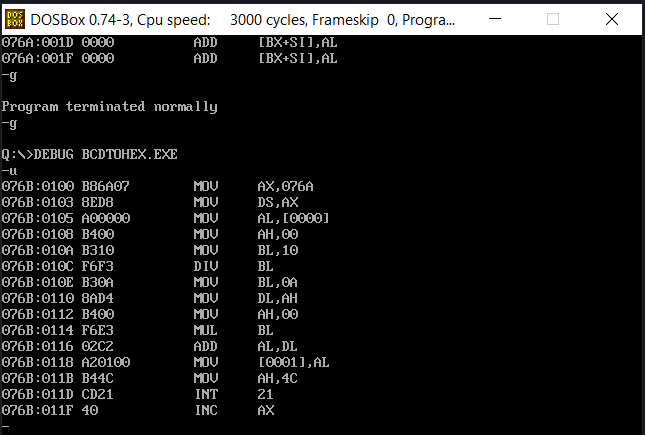 DOSBox 0.74-3, Cpu speed: 3000 cycles, Frameskip 0, Progra...
076A:001D 0000 ADD [BX+SI],AL
076A:001F 0000 ADD [BX+SI],AL
-g
Program terminated normally
-g
Q:\>DEBUG BCDTOHEX.EXE
-u
076B:0100 B86A07 MOV AX,076A
076B:0103 8ED8 MOV DS,AX
076B:0105 A00000 MOV AL,[0000]
076B:0108 B400 MOV AH,00
076B:010A B310 MOV BL,10
076B:010C F6F3 DIV BL
076B:010E B30A MOV BL,0A
076B:0110 8AD4 MOV DL,AH
076B:0112 B400 MOV AH,00
076B:0114 F6E3 MUL BL
076B:0116 02C2 ADD AL,DL
076B:0118 A20100 MOV [0001],AL
076B:011B B44C MOV AH,4C
076B:011D CD21 INT 21
076B:011F 40 INC AX
-